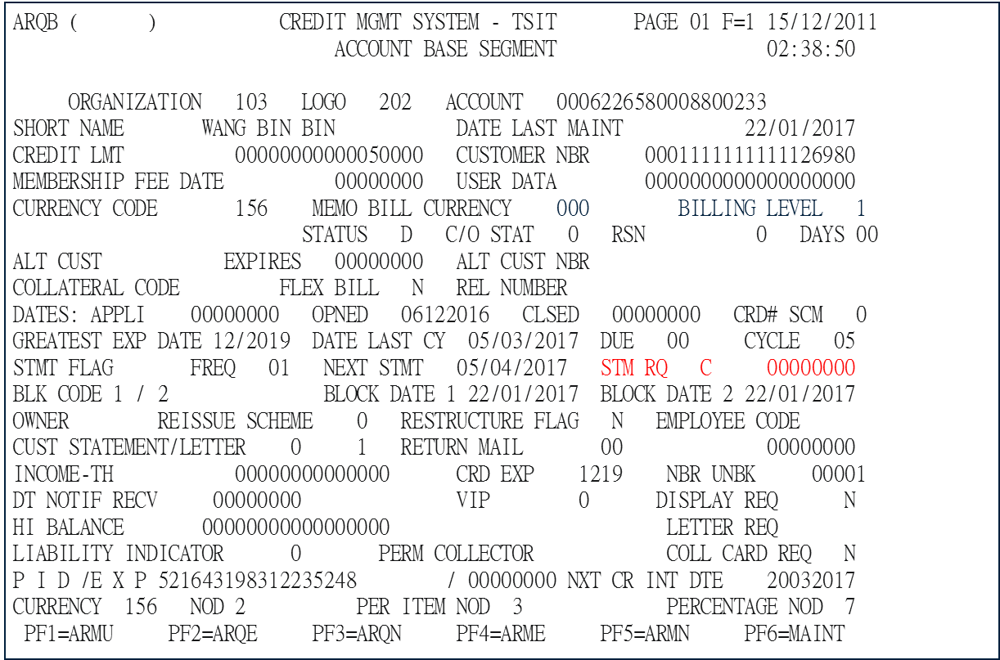 ARQB (      )      CREDIT MGMT SYSTEM - TSIT      PAGE 01 F=1 15/12/2011
ACCOUNT BASE SEGMENT      02:38:50
ORGANIZATION 103 LOGO 202 ACCOUNT 0006226580008800233
SHORT NAME WANG BIN BIN DATE LAST MAINT 22/01/2017
CREDIT LMT 00000000000050000 CUSTOMER NBR 0001111111111126980
MEMBERSHIP FEE DATE 00000000 USER DATA 0000000000000000000
CURRENCY CODE 156 MEMO BILL CURRENCY 000 BILLING LEVEL 1
STATUS D C/O STAT 0 RSN 0 DAYS 00
ALT CUST EXPIRES 00000000 ALT CUST NBR
COLLATERAL CODE FLEX BILL N REL NUMBER
DATES: APPLI 00000000 OPNED 06122016 CLSED 00000000 CRD# SCM 0
GREATEST EXP DATE 12/2019 DATE LAST CY 05/03/2017 DUE 00 CYCLE 05
STMT FLAG FREQ 01 NEXT STMT 05/04/2017 STM RQ C 00000000
BLK CODE 1 / 2 BLOCK DATE 1 22/01/2017 BLOCK DATE 2 22/01/2017
OWNER REISSUE SCHEME 0 RESTRUCTURE FLAG N EMPLOYEE CODE
CUST STATEMENT/LETTER 0 1 RETURN MAIL 00 00000000
INCOME-TH 00000000000000 CRD EXP 1219 NBR UNBK 00001
DT NOTIF RECV 00000000 VIP 0 DISPLAY REQ N
HI BALANCE 00000000000000000 LETTER REQ
LIABILITY INDICATOR 0 PERM COLLECTOR COLL CARD REQ N
P I D /E X P 521643198312235248 / 00000000 NXT CR INT DTE 20032017
CURRENCY 156 NOD 2 PER ITEM NOD 3 PERCENTAGE NOD 7
PF1=ARMU PF2=ARQE PF3=ARQN PF4=ARME PF5=ARMN PF6=MAINT